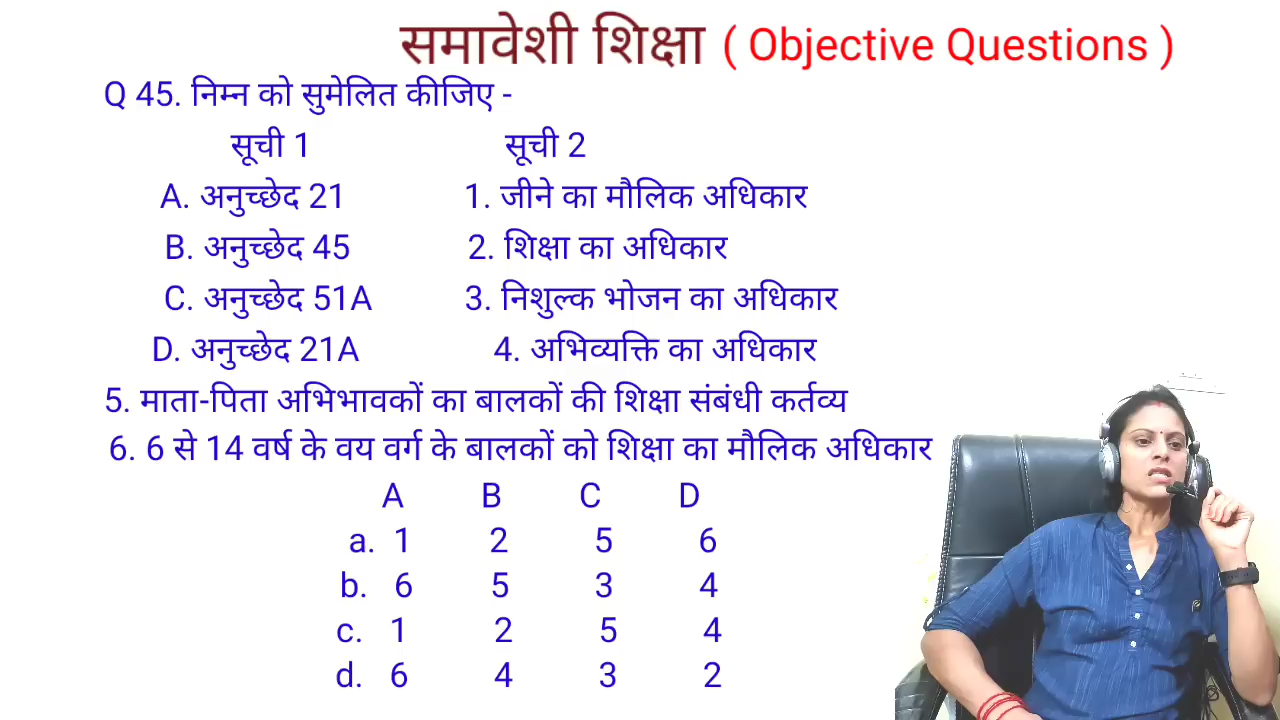 समावेशी शिक्षा ( Objective Questions )
Q 45. निम्न को सुमेलित कीजिए -
सूची 1 सूची 2
A. अनुच्छेद 21 1. जीने का मौलिक अधिकार
B. अनुच्छेद 45 2. शिक्षा का अधिकार
C. अनुच्छेद 51A 3. निशुल्क भोजन का अधिकार
D. अनुच्छेद 21A 4. अभिव्यक्ति का अधिकार
5. माता-पिता अभिभावकों का बालकों की शिक्षा संबंधी कर्तव्य
6. 6 से 14 वर्ष के वय वर्ग के बालकों को शिक्षा का मौलिक अधिकार
A B C D
a. 1 2 5 6
b. 6 5 3 4
c. 1 2 5 4
d. 6 4 3 2